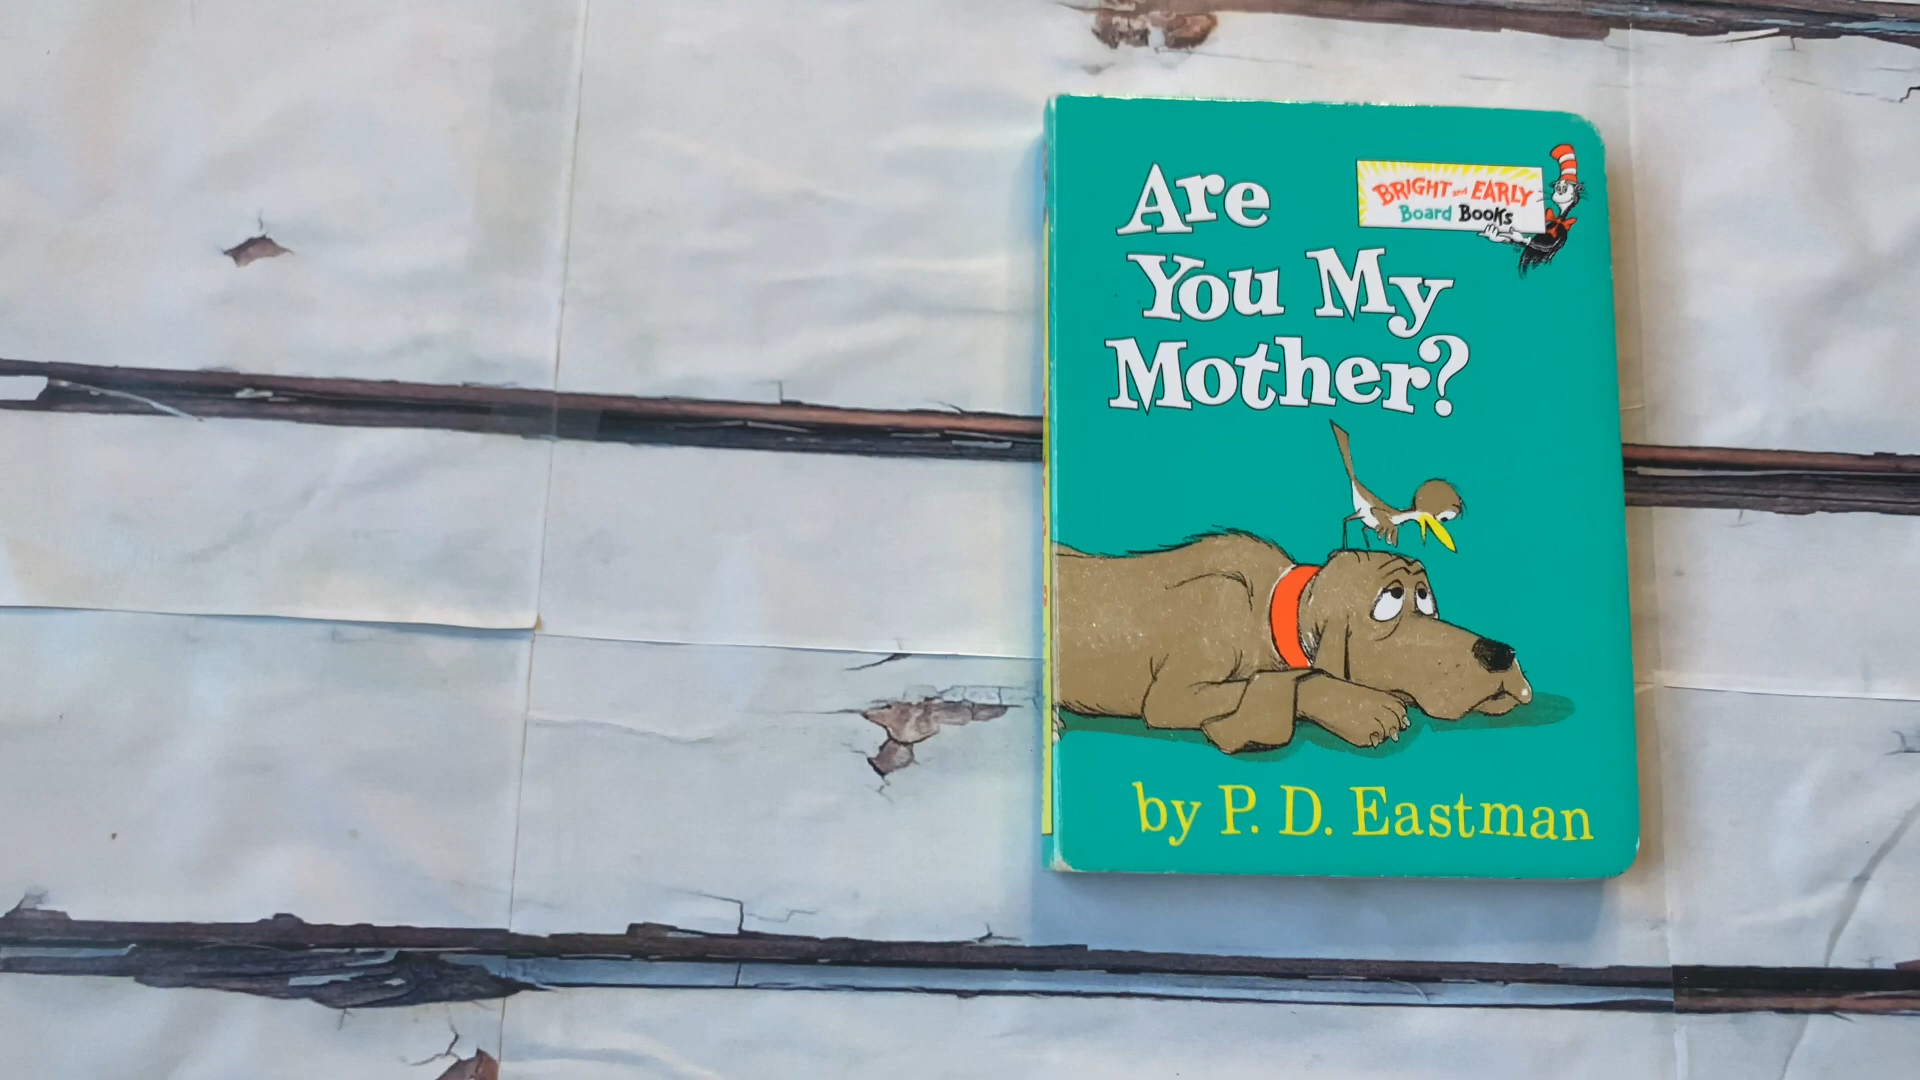 Are
You My
Mother?
BRIGHT and EARLY
Board Books
by P. D. Eastman